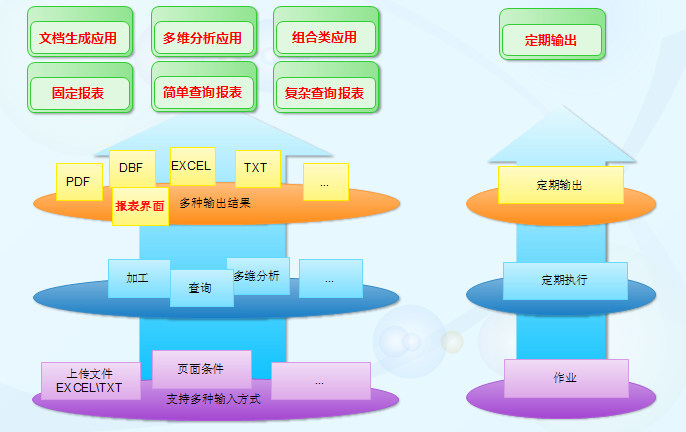 文档生成应用
多维分析应用
组合类应用
定期输出
固定报表
简单查询报表
复杂查询报表
PDF
DBF
EXCEL
TXT
...
报表界面
多种输出结果
定期输出
加工
查询
多维分析
...
定期执行
上传文件
EXCEL\TXT
页面条件
...
支持多种输入方式
作业